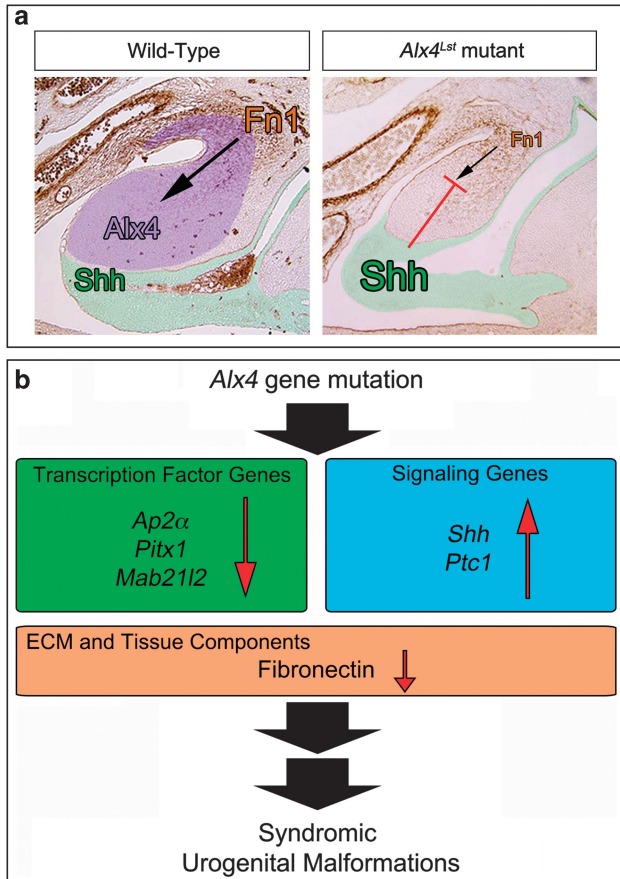 a
Wild-Type
Alx4Lst mutant
Fn1
Alx4
Shh
Fn1
Shh
b
Alx4 gene mutation
Transcription Factor Genes
Ap2α
Pitx1
Mab21l2
Signaling Genes
Shh
Ptc1
ECM and Tissue Components
Fibronectin
Syndromic
Urogenital Malformations